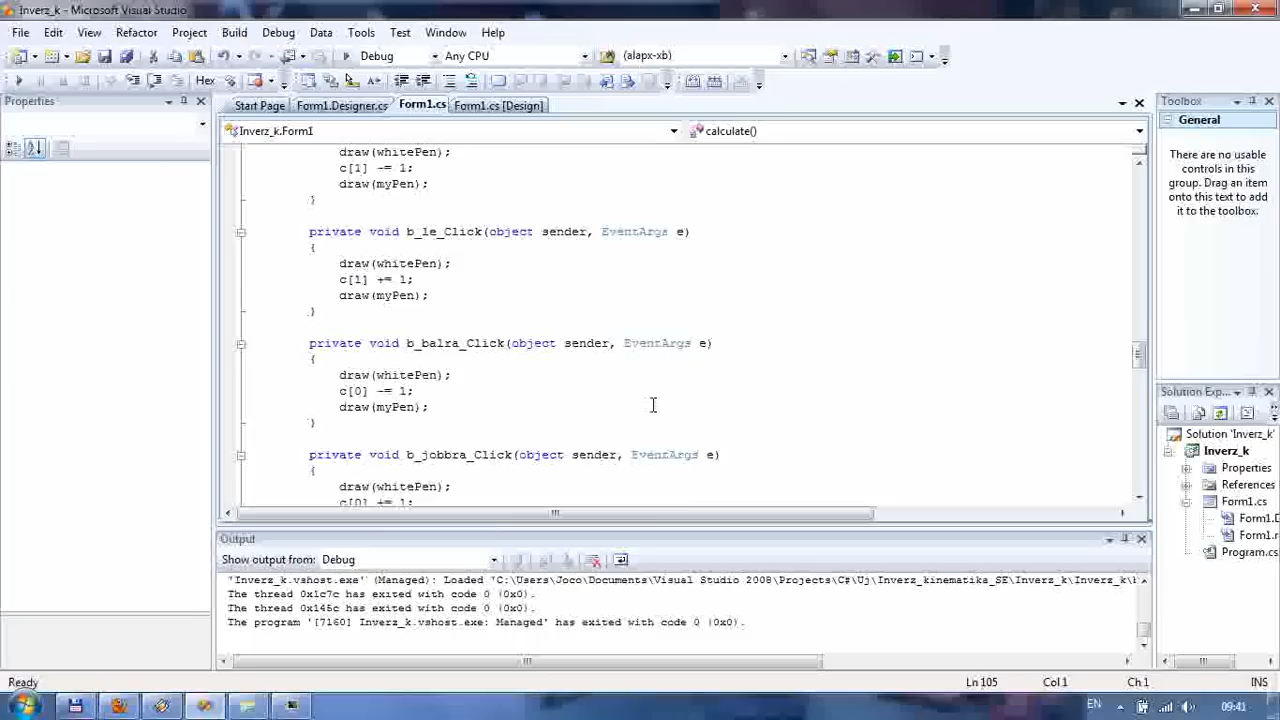 Inverz_k - Microsoft Visual Studio
File Edit View Refactor Project Build Debug Data Tools Test Window Help
Debug Any CPU (alapx-xb)
Hex
Properties
Start Page Form1.Designer.cs Form1.cs Form1.cs [Design]
Toolbox
Inverz_k.Form1 calculate()
General
There are no usable
controls in this
group. Drag an item
onto this text to add
it to the toolbox.
draw(whitePen);
c[1] -= 1;
draw(myPen);
}
private void b_le_Click(object sender, EventArgs e)
{
draw(whitePen);
c[1] += 1;
draw(myPen);
}
private void b_balra_Click(object sender, EventArgs e)
{
draw(whitePen);
c[0] -= 1;
draw(myPen);
}
private void b_jobbra_Click(object sender, EventArgs e)
{
draw(whitePen);
c[0] += 1;
Solution Exp...
Solution 'Inverz_k'
Inverz_k
Properties
References
Form1.cs
Form1.D
Form1.r
Program.cs
Output
Show output from: Debug
'Inverz_k.vshost.exe' (Managed): Loaded 'C:\Users\Joco\Documents\Visual Studio 2008\Projects\C#\Uj\Inverz_kinematika_SE\Inverz_k\Inverz_k\
The thread 0x1c7c has exited with code 0 (0x0).
The thread 0x145c has exited with code 0 (0x0).
The program '[7160] Inverz_k.vshost.exe: Managed' has exited with code 0 (0x0).
Ready Ln 105 Col 1 Ch 1 INS
EN 09:41